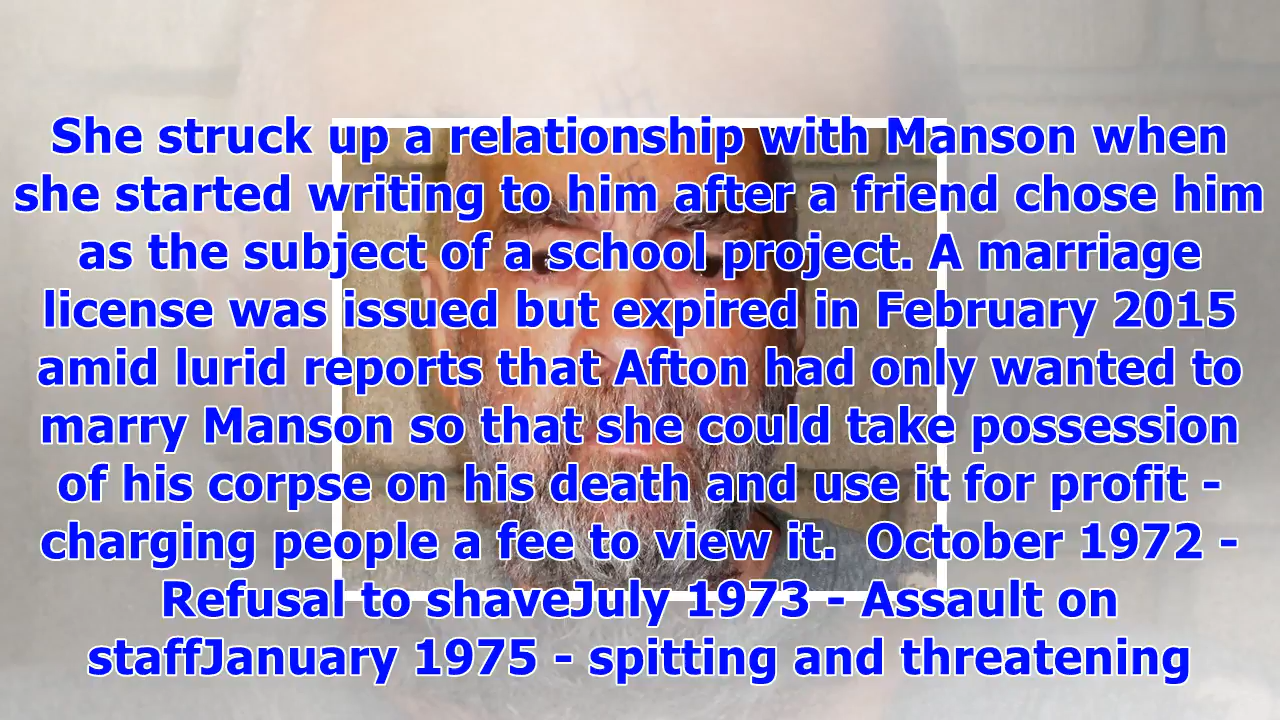 She struck up a relationship with Manson when
she started writing to him after a friend chose him
as the subject of a school project. A marriage
license was issued but expired in February 2015
amid lurid reports that Afton had only wanted to
marry Manson so that she could take possession
of his corpse on his death and use it for profit -
charging people a fee to view it.  October 1972 -
Refusal to shaveJuly 1973 - Assault on
staffJanuary 1975 - spitting and threatening